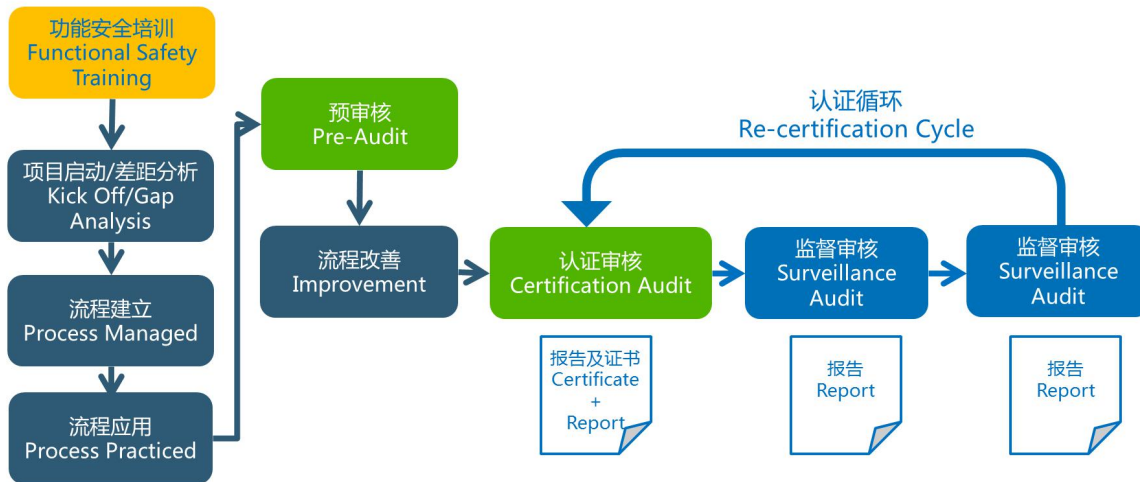 功能安全培训
Functional Safety
Training
项目启动/差距分析
Kick Off/Gap
Analysis
流程建立
Process Managed
流程应用
Process Practiced
预审核
Pre-Audit
流程改善
Improvement
认证循环
Re-certification Cycle
认证审核
Certification Audit
监督审核
Surveillance
Audit
监督审核
Surveillance
Audit
报告及证书
Certificate
+
Report
报告
Report
报告
Report